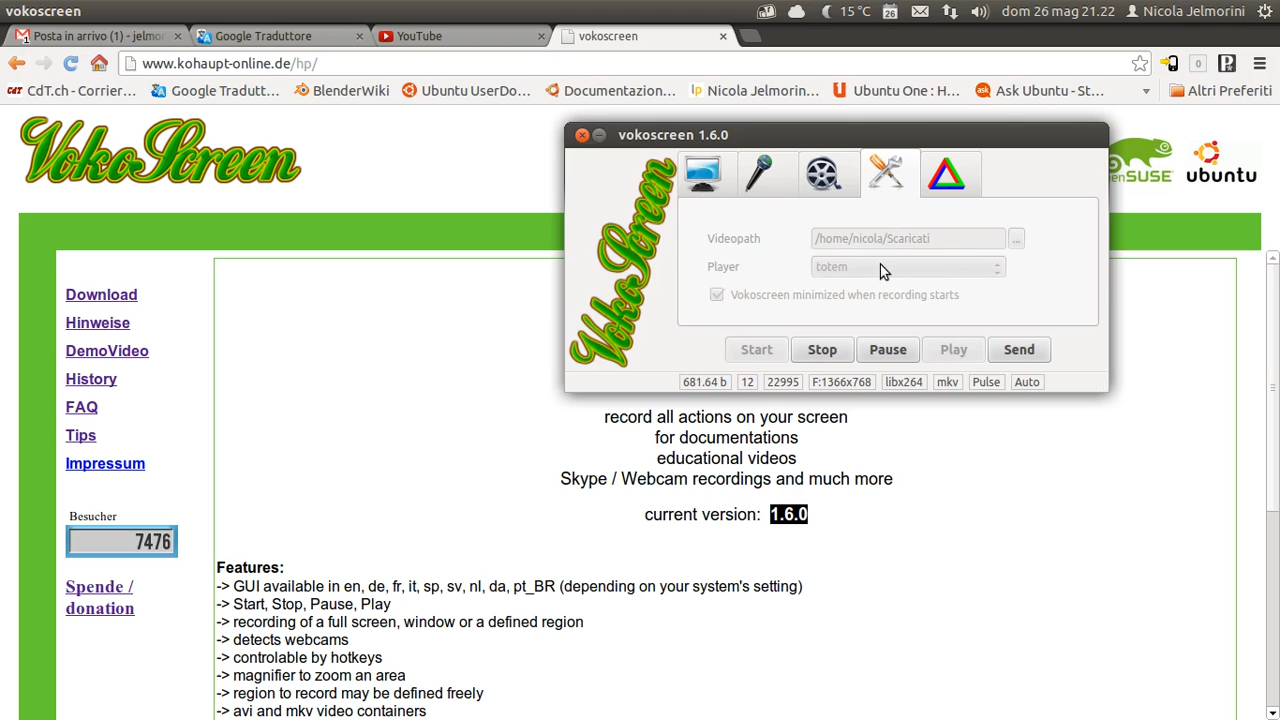 vokoscreen
15 °C
26
dom 26 mag 21.22
Nicola Jelmorini
Posta in arrivo (1) - jelmo
Google Traduttore
YouTube
vokoscreen
www.kohaupt-online.de/hp/
0
CdT.ch - Corrier...
Google Tradutt...
BlenderWiki
Ubuntu UserDo...
Documentazion...
Nicola Jelmorin...
Ubuntu One : H...
Ask Ubuntu - St...
Altri Preferiti
VokoScreen
vokoscreen 1.6.0
VokoScreen
Videopath
/home/nicola/Scaricati
...
Player
totem
Vokoscreen minimized when recording starts
Start
Stop
Pause
Play
Send
681.64 b
12
22995
F:1366x768
libx264
mkv
Pulse
Auto
openSUSE
ubuntu
Download
Hinweise
DemoVideo
History
FAQ
Tips
Impressum
Besucher
7476
Spende /
donation
record all actions on your screen
for documentations
educational videos
Skype / Webcam recordings and much more
current version: 1.6.0
Features:
-> GUI available in en, de, fr, it, sp, sv, nl, da, pt_BR (depending on your system's setting)
-> Start, Stop, Pause, Play
-> recording of a full screen, window or a defined region
-> detects webcams
-> controlable by hotkeys
-> magnifier to zoom an area
-> region to record may be defined freely
-> avi and mkv video containers